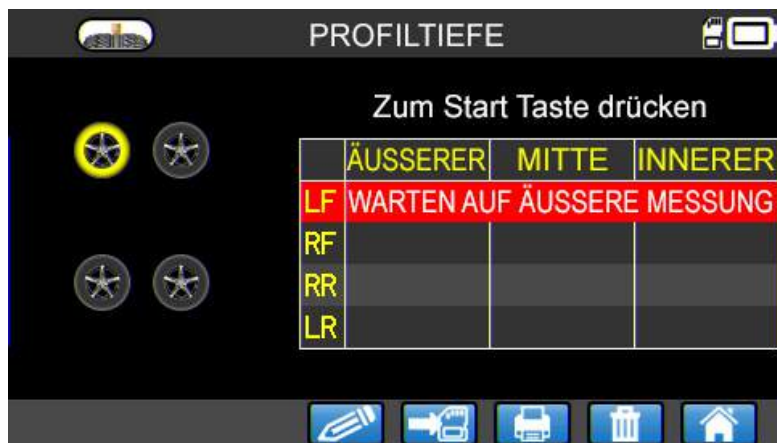 PROFILTIEFE
Zum Start Taste drücken
ÄUSSERER MITTE INNERER
LF WARTEN AUF ÄUSSERE MESSUNG
RF
RR
LR